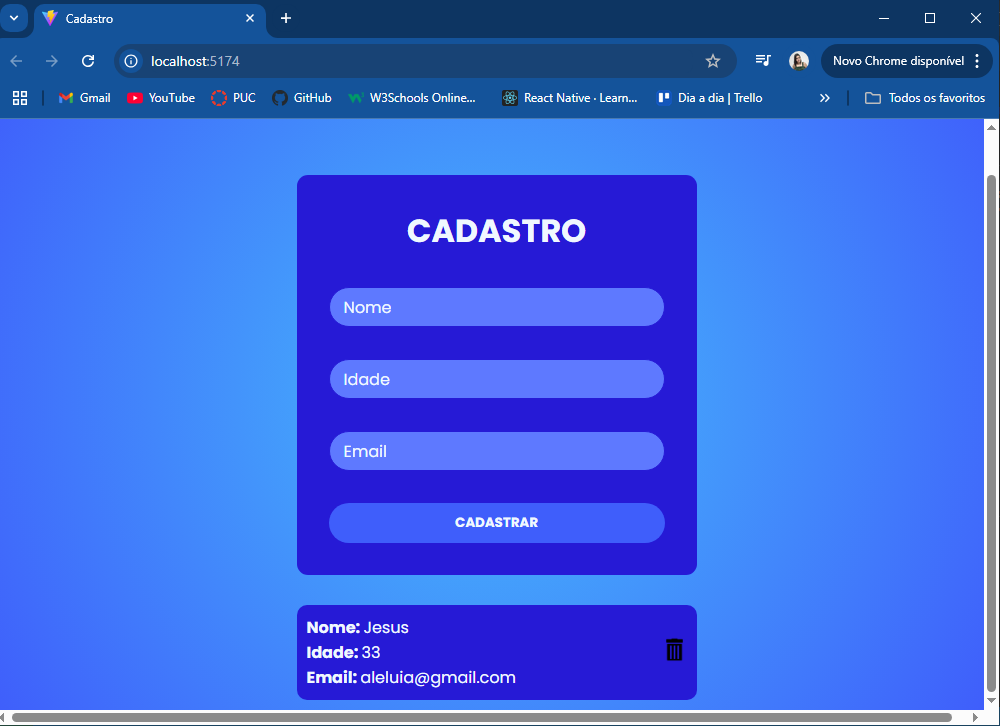 Cadastro
localhost:5174
Novo Chrome disponível
Gmail
YouTube
PUC
GitHub
W3Schools Online...
React Native · Learn...
Dia a dia | Trello
Todos os favoritos
CADASTRO
Nome
Idade
Email
CADASTRAR
Nome: Jesus
Idade: 33
Email: aleluia@gmail.com